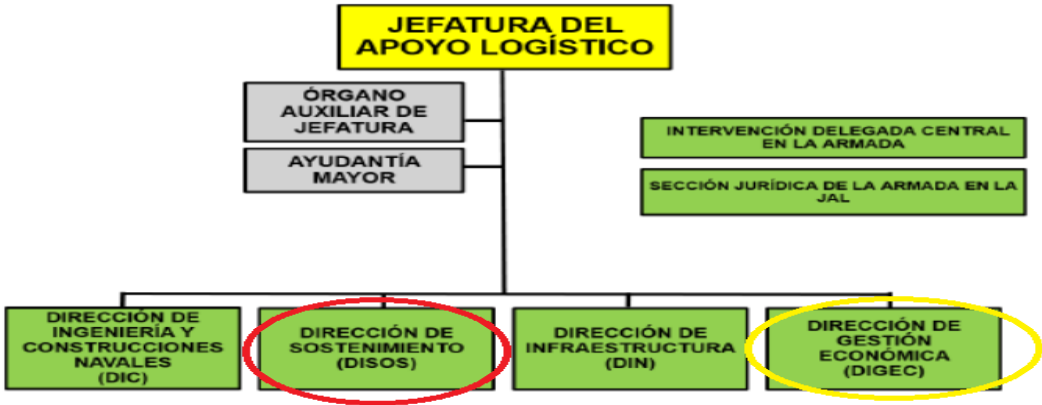 JEFATURA DEL
APOYO LOGÍSTICO
ÓRGANO
AUXILIAR DE
JEFATURA
AYUDANTÍA
MAYOR
INTERVENCIÓN DELEGADA CENTRAL
EN LA ARMADA
SECCIÓN JURÍDICA DE LA ARMADA EN LA
JAL
DIRECCIÓN DE
INGENIERÍA Y
CONSTRUCCIONES
NAVALES
(DIC)
DIRECCIÓN DE
SOSTENIMIENTO
(DISOS)
DIRECCIÓN DE
INFRAESTRUCTURA
(DIN)
DIRECCIÓN DE
GESTIÓN
ECONÓMICA
(DIGEC)